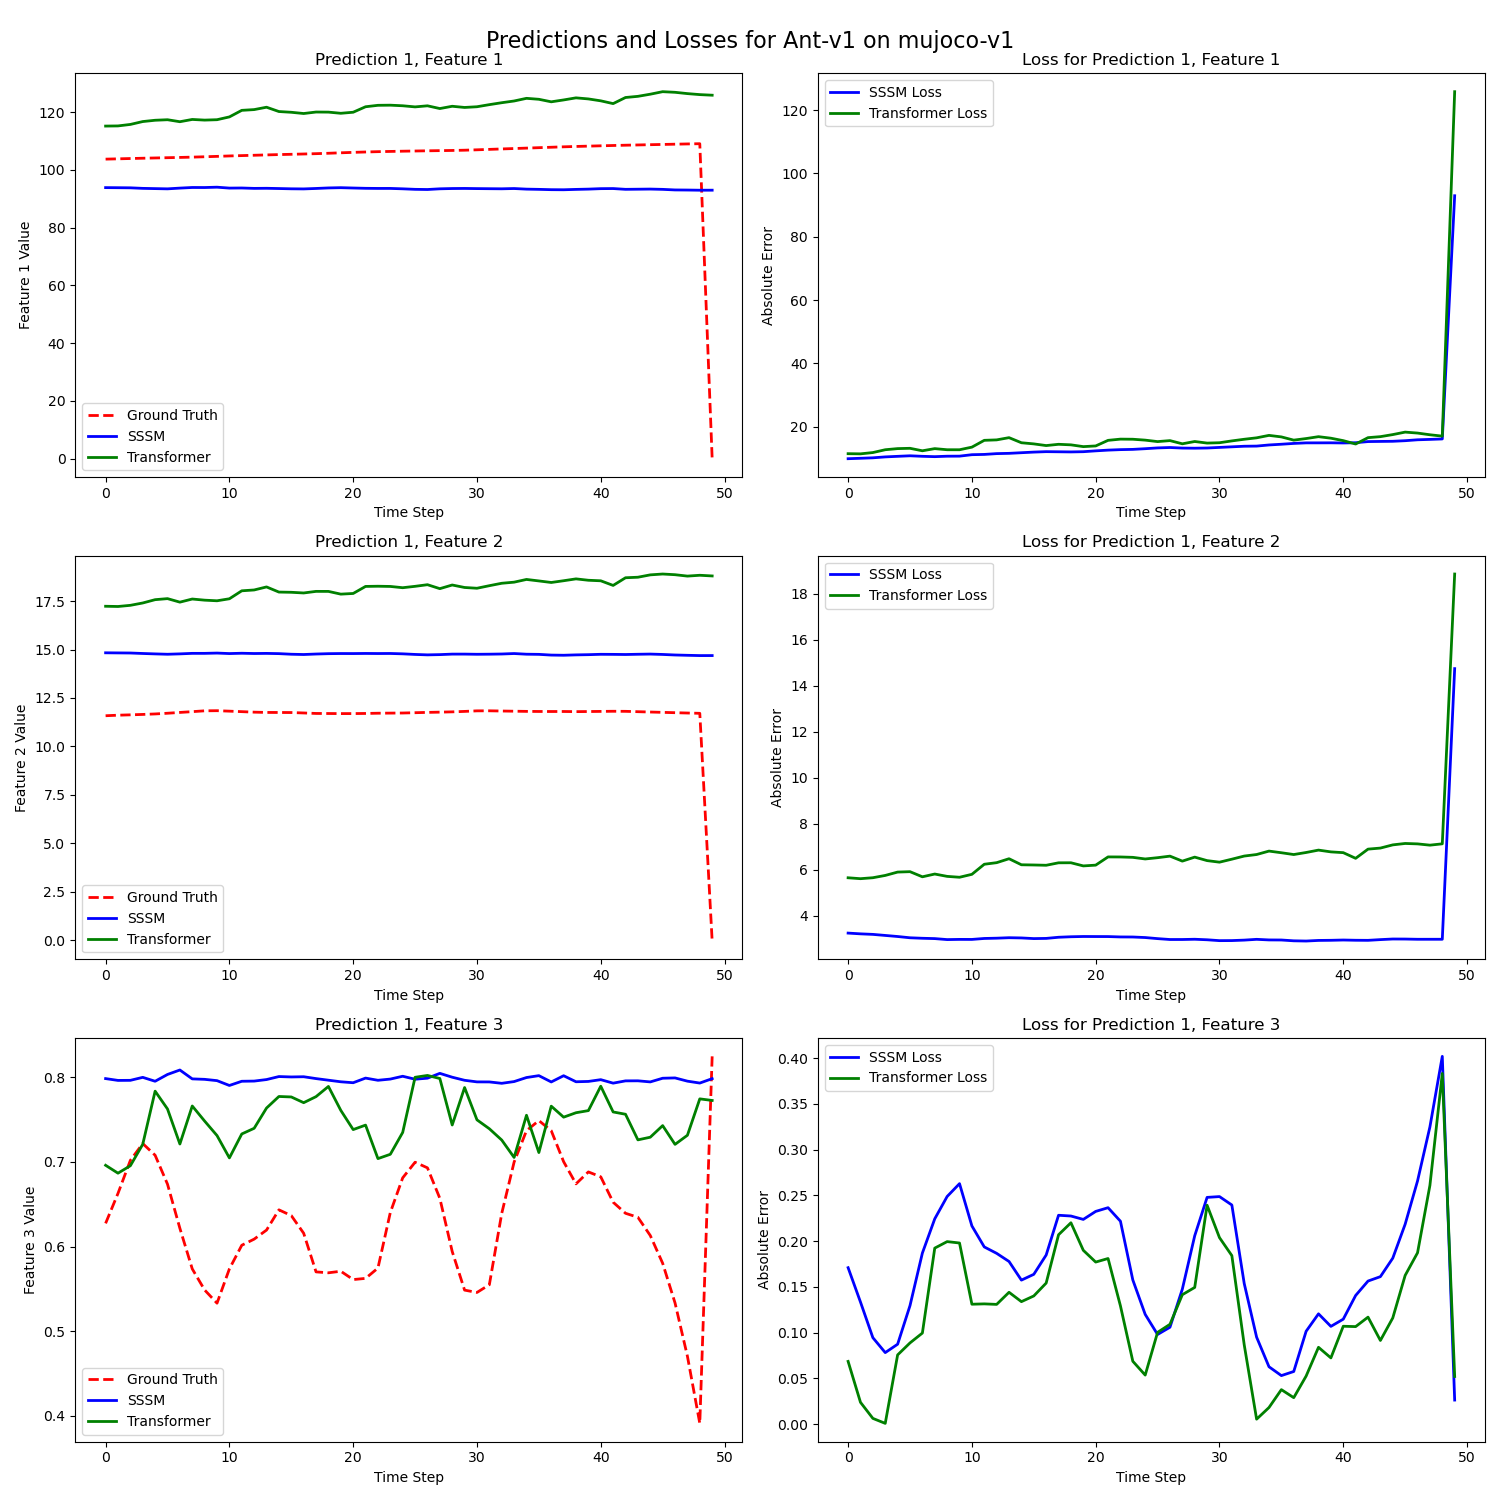 Predictions and Losses for Ant-v1 on mujoco-v1
Prediction 1, Feature 1
Feature 1 Value
120
100
80
60
40
20
0
Ground Truth
SSSM
Transformer
0 10 20 30 40 50
Time Step
Loss for Prediction 1, Feature 1
Absolute Error
120
100
80
60
40
20
SSSM Loss
Transformer Loss
0 10 20 30 40 50
Time Step
Prediction 1, Feature 2
Feature 2 Value
17.5
15.0
12.5
10.0
7.5
5.0
2.5
0.0
Ground Truth
SSSM
Transformer
0 10 20 30 40 50
Time Step
Loss for Prediction 1, Feature 2
Absolute Error
18
16
14
12
10
8
6
4
SSSM Loss
Transformer Loss
0 10 20 30 40 50
Time Step
Prediction 1, Feature 3
Feature 3 Value
0.8
0.7
0.6
0.5
0.4
Ground Truth
SSSM
Transformer
0 10 20 30 40 50
Time Step
Loss for Prediction 1, Feature 3
Absolute Error
0.40
0.35
0.30
0.25
0.20
0.15
0.10
0.05
0.00
SSSM Loss
Transformer Loss
0 10 20 30 40 50
Time Step